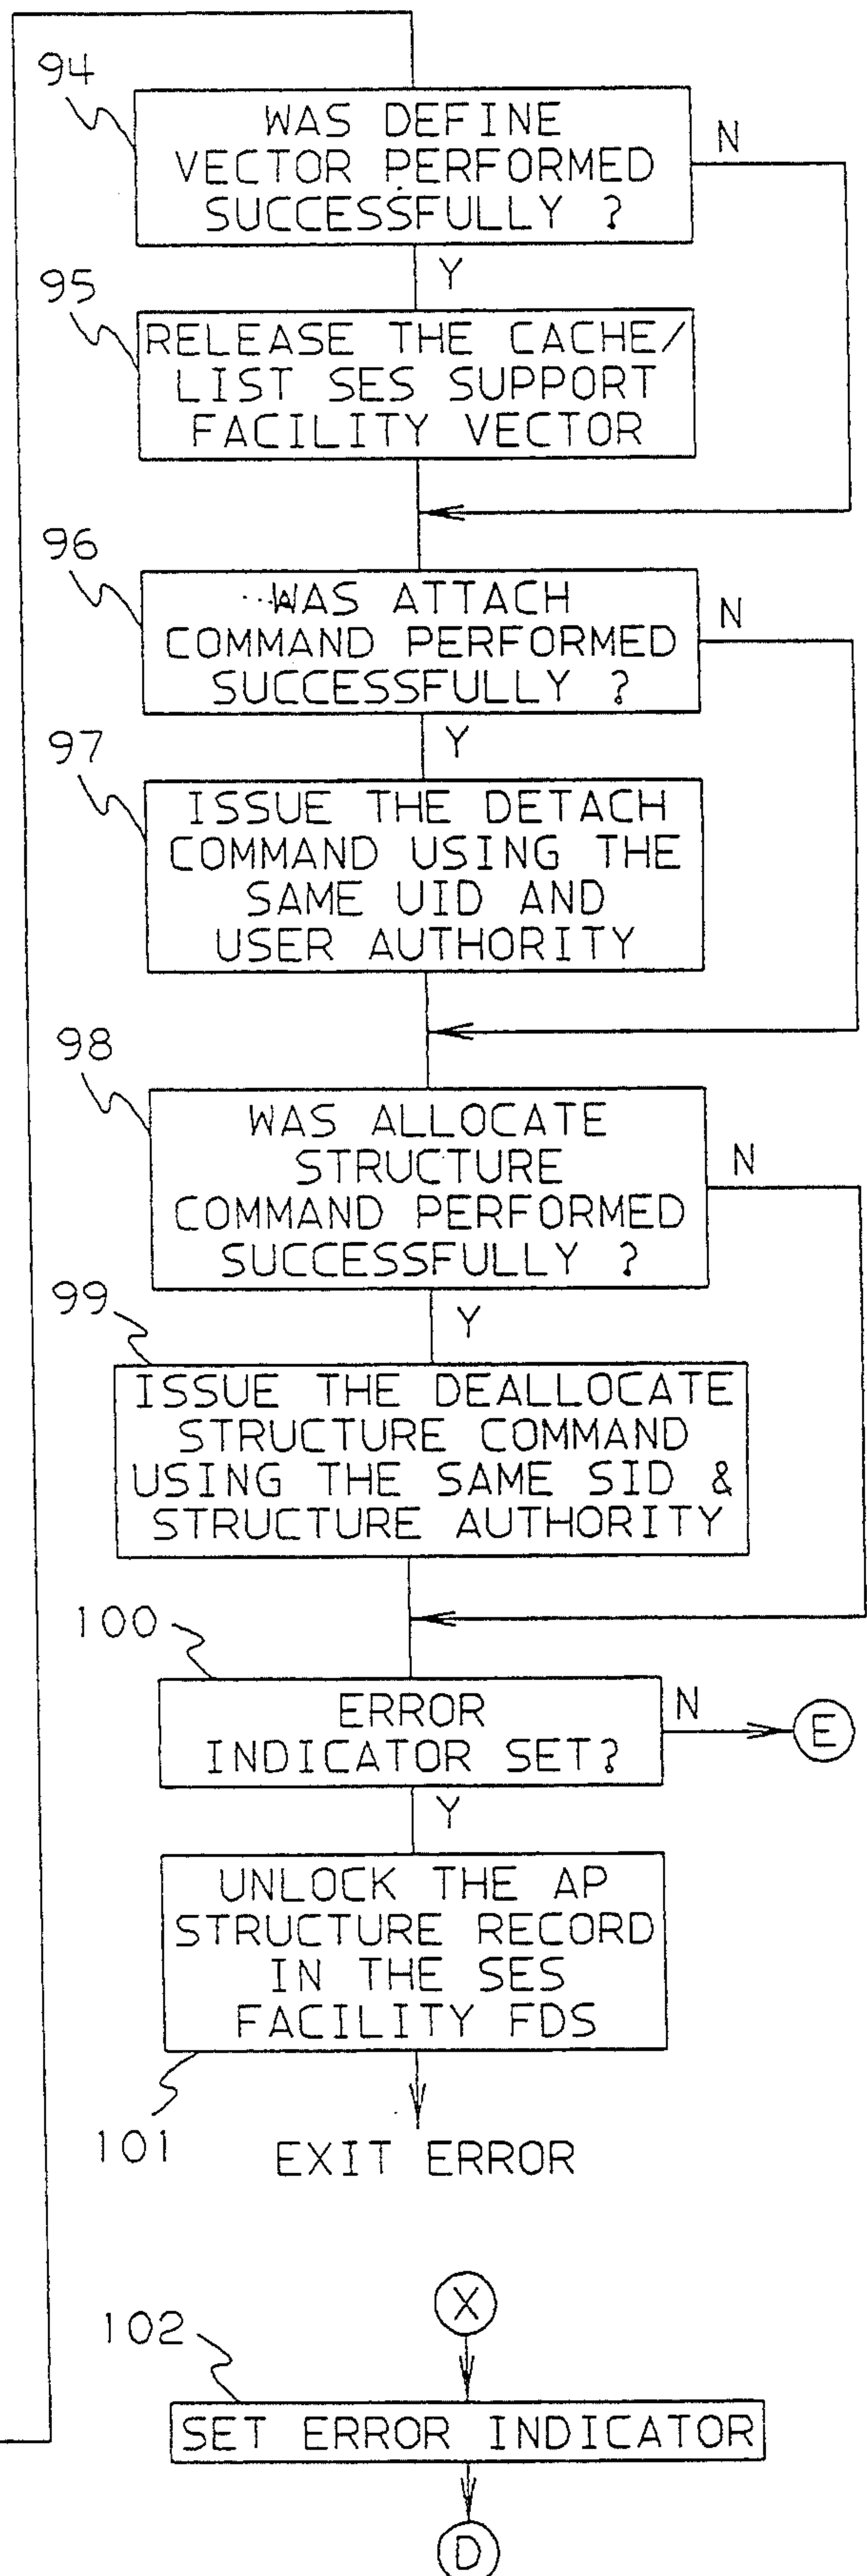 94
WAS DEFINE
VECTOR PERFORMED
SUCCESSFULLY ?
N
Y
95
RELEASE THE CACHE/
LIST SES SUPPORT
FACILITY VECTOR
96
WAS ATTACH
COMMAND PERFORMED
SUCCESSFULLY ?
N
Y
97
ISSUE THE DETACH
COMMAND USING THE
SAME UID AND
USER AUTHORITY
98
WAS ALLOCATE
STRUCTURE
COMMAND PERFORMED
SUCCESSFULLY ?
N
Y
99
ISSUE THE DEALLOCATE
STRUCTURE COMMAND
USING THE SAME SID &
STRUCTURE AUTHORITY
100
ERROR
INDICATOR SET?
N
E
Y
UNLOCK THE AP
STRUCTURE RECORD
IN THE SES
FACILITY FDS
101
EXIT ERROR
X
102
SET ERROR INDICATOR
D